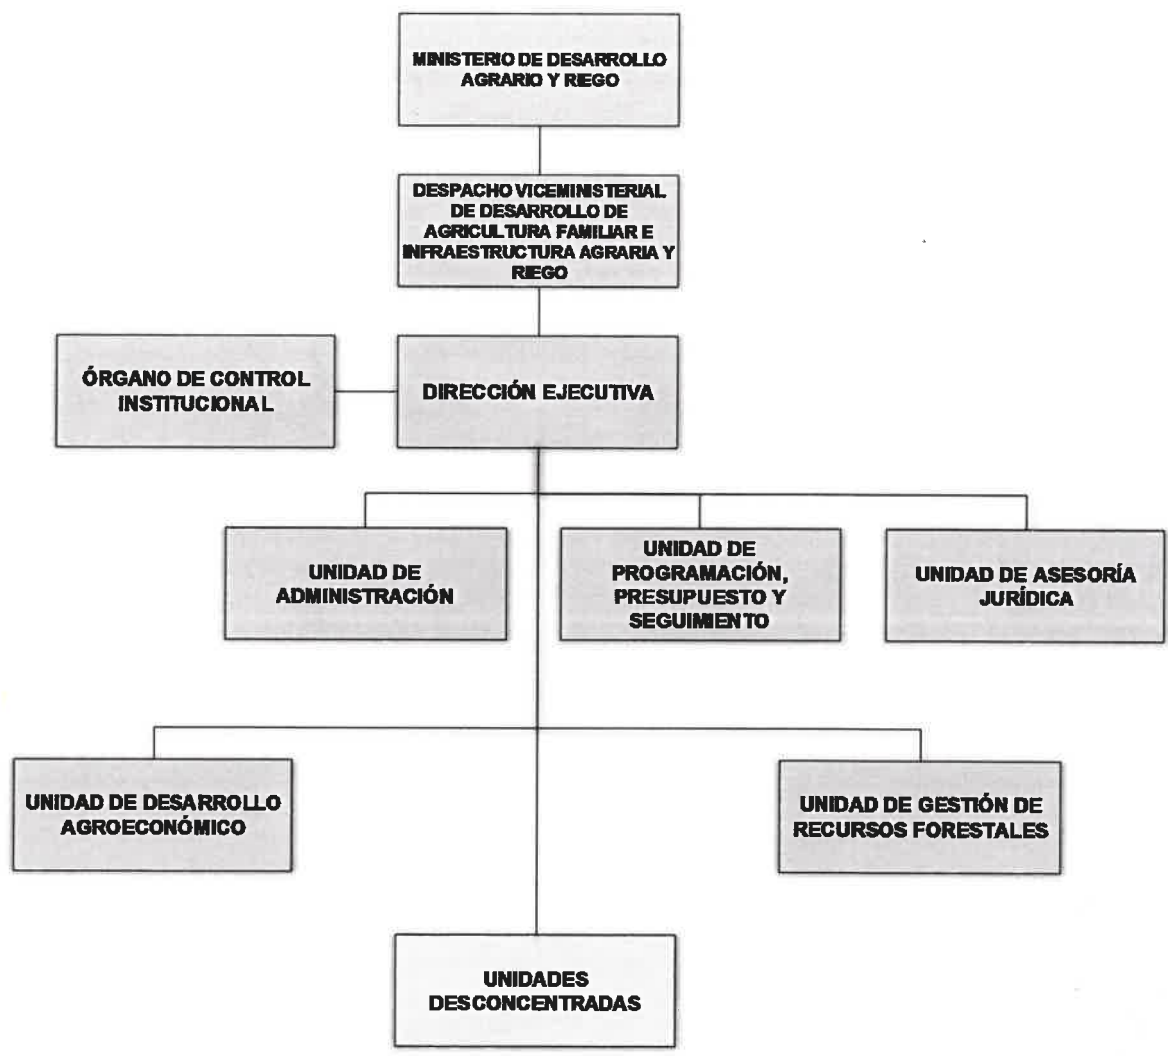 MINISTERIO DE DESARROLLO
AGRARIO Y RIEGO
DESPACHO VICEMINISTERIAL
DE DESARROLLO DE
AGRICULTURA FAMILIAR E
INFRAESTRUCTURA AGRARIA Y
RIEGO
ÓRGANO DE CONTROL
INSTITUCIONAL
DIRECCIÓN EJECUTIVA
UNIDAD DE
ADMINISTRACIÓN
UNIDAD DE
PROGRAMACIÓN,
PRESUPUESTO Y
SEGUIMIENTO
UNIDAD DE ASESORÍA
JURÍDICA
UNIDAD DE DESARROLLO
AGROECONÓMICO
UNIDAD DE GESTIÓN DE
RECURSOS FORESTALES
UNIDADES
DESCONCENTRADAS